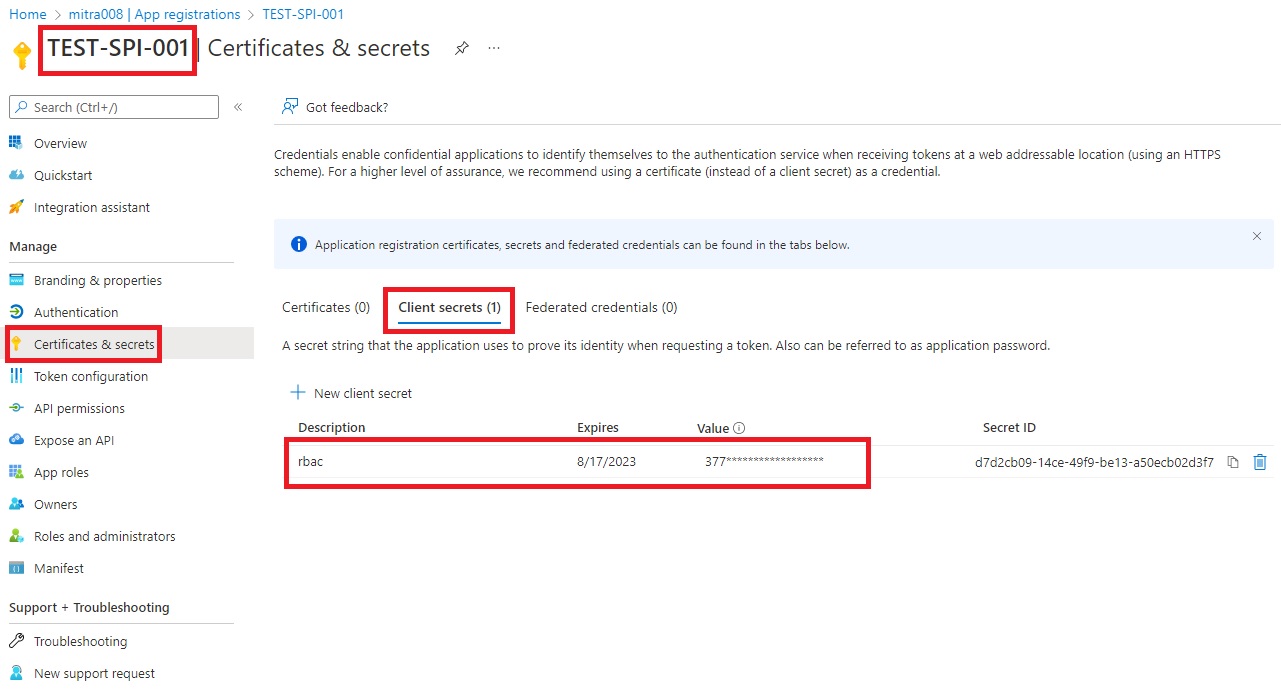 Home > mitra008 | App registrations > TEST-SPI-001
TEST-SPI-001 | Certificates & secrets
Search (Ctrl+/)
Overview
Quickstart
Integration assistant
Manage
Branding & properties
Authentication
Certificates & secrets
Token configuration
API permissions
Expose an API
App roles
Owners
Roles and administrators
Manifest
Support + Troubleshooting
Troubleshooting
New support request
Got feedback?
Credentials enable confidential applications to identify themselves to the authentication service when receiving tokens at a web addressable location (using an HTTPS
scheme). For a higher level of assurance, we recommend using a certificate (instead of a client secret) as a credential.
Application registration certificates, secrets and federated credentials can be found in the tabs below.
Certificates (0) Client secrets (1) Federated credentials (0)
A secret string that the application uses to prove its identity when requesting a token. Also can be referred to as application password.
New client secret
Description Expires Value Secret ID
rbac 8/17/2023 377****************** d7d2cb09-14ce-49f9-be13-a50ecb02d3f7